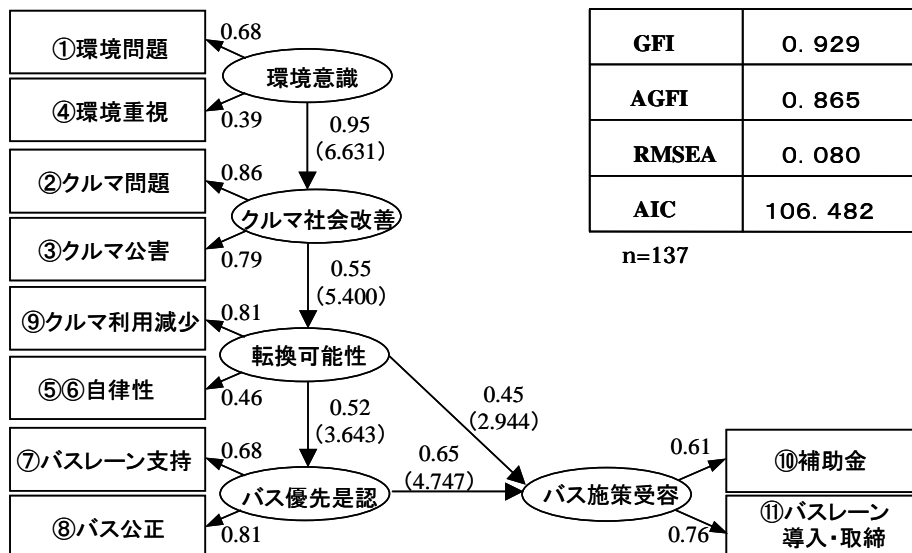 ①環境問題
0.68
環境意識
④環境重視
0.39
0.95
(6.631)
②クルマ問題
0.86
クルマ社会改善
③クルマ公害
0.79
0.55
(5.400)
⑨クルマ利用減少
0.81
転換可能性
⑤⑥自律性
0.46
0.52
(3.643)
0.45
(2.944)
⑦バスレーン支持
0.68
バス優先是認
⑧バス公正
0.81
0.65
(4.747)
バス施策受容
0.61
⑩補助金
0.76
⑪バスレーン
導入・取締
GFI 0.929
AGFI 0.865
RMSEA 0.080
AIC 106.482
n=137